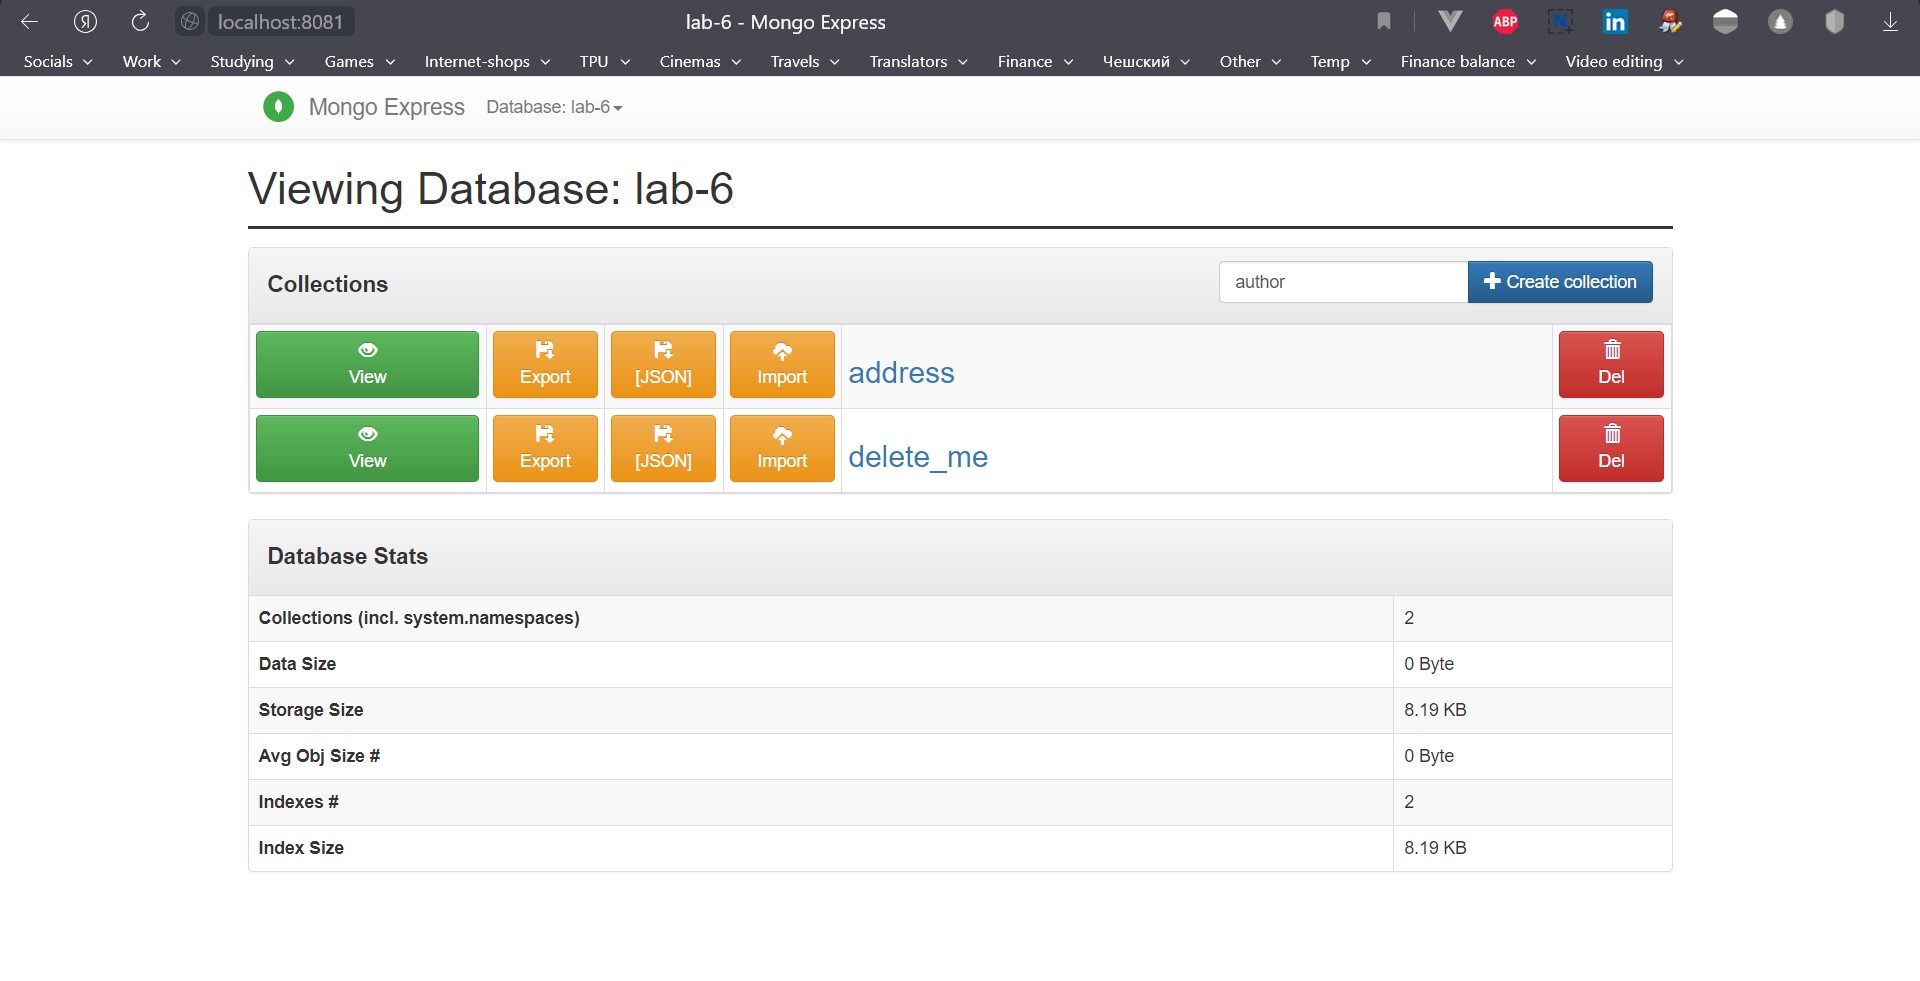 localhost:8081
lab-6 - Mongo Express
ABP
N
in
Socials
Work
Studying
Games
Internet-shops
TPU
Cinemas
Travels
Translators
Finance
Чешский
Other
Temp
Finance balance
Video editing
Mongo Express
Database: lab-6
Viewing Database: lab-6
Collections
author
Create collection
View
Export
[JSON]
Import
address
Del
View
Export
[JSON]
Import
delete_me
Del
Database Stats
Collections (incl. system.namespaces) 2
Data Size 0 Byte
Storage Size 8.19 KB
Avg Obj Size # 0 Byte
Indexes # 2
Index Size 8.19 KB